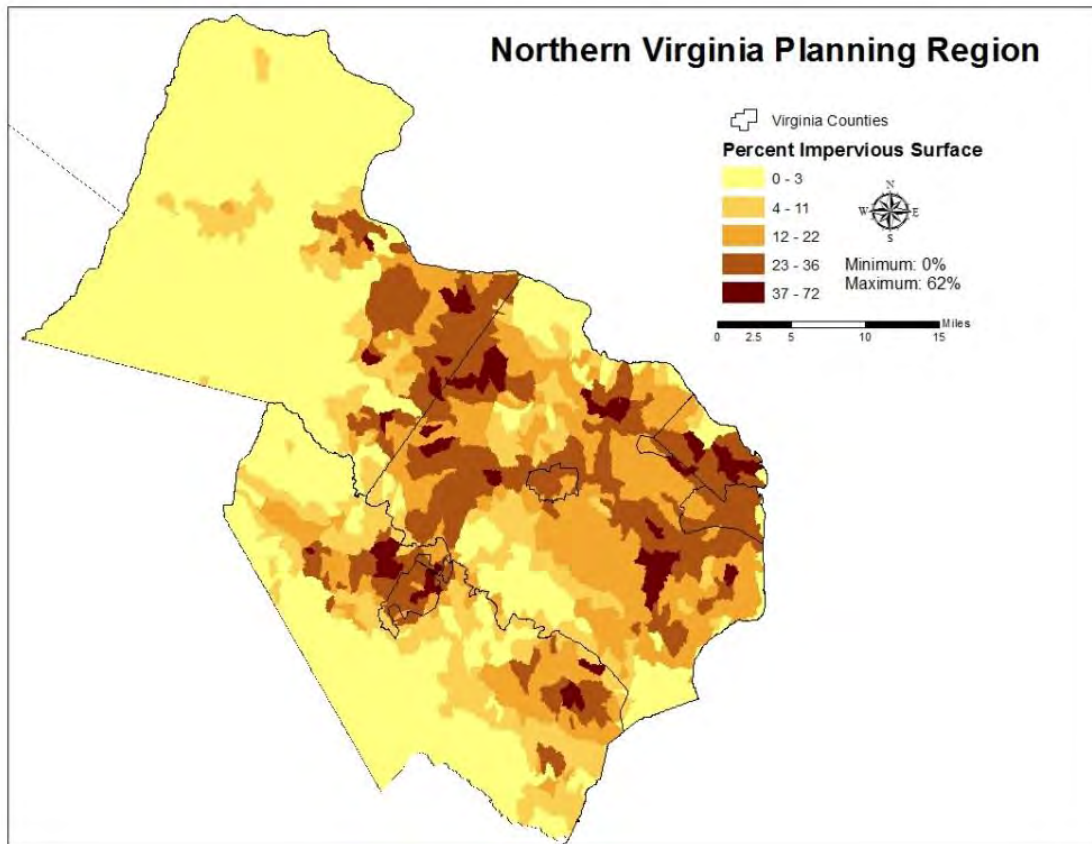 Northern Virginia Planning Region
Virginia Counties
Percent Impervious Surface
0 - 3
4 - 11
12 - 22
23 - 36
37 - 72
N
W E
S
Minimum: 0%
Maximum: 62%
Miles
0 2.5 5 10 15